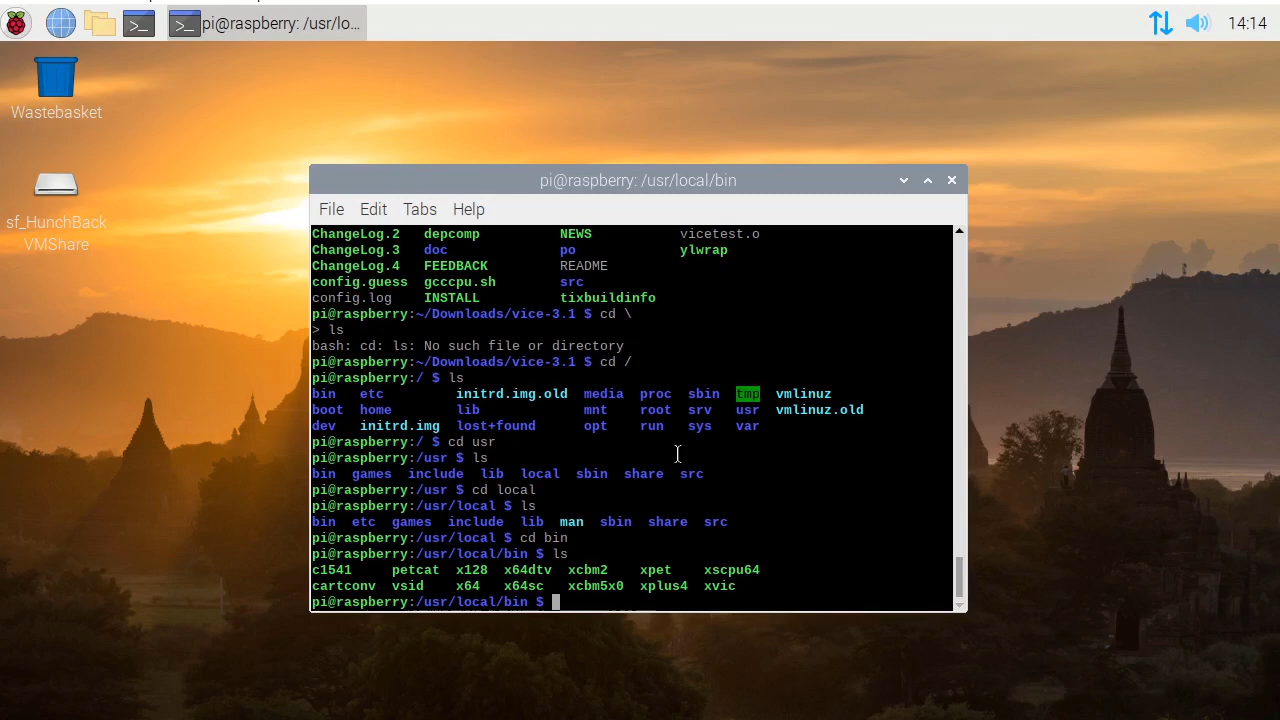 pi@raspberry: /usr/lo...
14:14
Wastebasket
sf_HunchBack
VMShare
pi@raspberry: /usr/local/bin
File Edit Tabs Help
ChangeLog.2 depcomp NEWS vicetest.o
ChangeLog.3 doc po ylwrap
ChangeLog.4 FEEDBACK README
config.guess gcccpu.sh src
config.log INSTALL tixbuildinfo
pi@raspberry:~/Downloads/vice-3.1 $ cd \
> ls
bash: cd: ls: No such file or directory
pi@raspberry:~/Downloads/vice-3.1 $ cd /
pi@raspberry:/ $ ls
bin etc initrd.img.old media proc sbin tmp vmlinuz
boot home lib mnt root srv usr vmlinuz.old
dev initrd.img lost+found opt run sys var
pi@raspberry:/ $ cd usr
pi@raspberry:/usr $ ls
bin games include lib local sbin share src
pi@raspberry:/usr $ cd local
pi@raspberry:/usr/local $ ls
bin etc games include lib man sbin share src
pi@raspberry:/usr/local $ cd bin
pi@raspberry:/usr/local/bin $ ls
c1541 petcat x128 x64dtv xcbm2 xpet xscpu64
cartconv vsid x64 x64sc xcbm5x0 xplus4 xvic
pi@raspberry:/usr/local/bin $